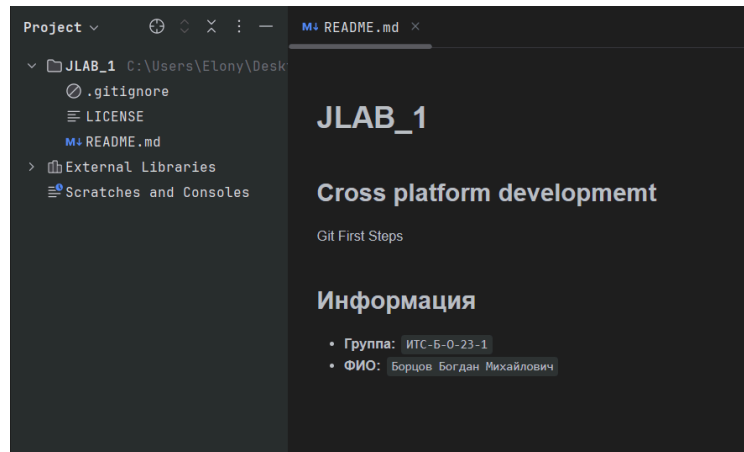 Project
JLAB_1 C:\Users\Elony\Desk
.gitignore
LICENSE
M↓ README.md
External Libraries
Scratches and Consoles
M↓ README.md
JLAB_1
Cross platform developmemt
Git First Steps
Информация
• Группа: ИТС-Б-О-23-1
• ФИО: Борцов Богдан Михайлович